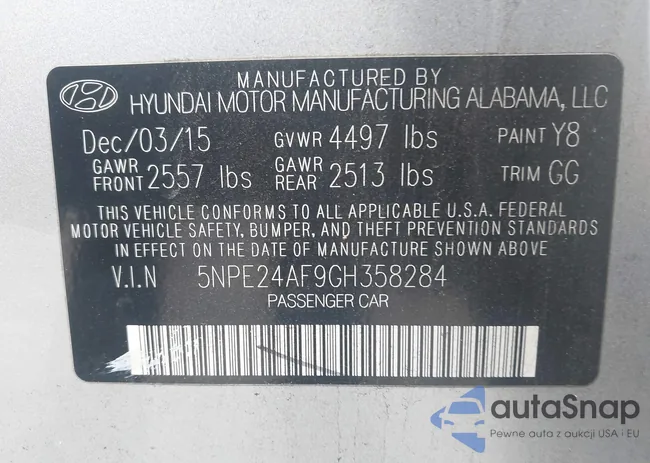 MANUFACTURED BY
HYUNDAI MOTOR MANUFACTURING ALABAMA, LLC
Dec/03/15 GVWR 4497 lbs PAINT Y8
GAWR FRONT 2557 lbs GAWR REAR 2513 lbs TRIM GG
THIS VEHICLE CONFORMS TO ALL APPLICABLE U.S.A. FEDERAL
MOTOR VEHICLE SAFETY, BUMPER, AND THEFT PREVENTION STANDARDS
IN EFFECT ON THE DATE OF MANUFACTURE SHOWN ABOVE
V.I.N 5NPE24AF9GH358284
PASSENGER CAR
autaSnap
Pewne auta z aukcji USA · EU